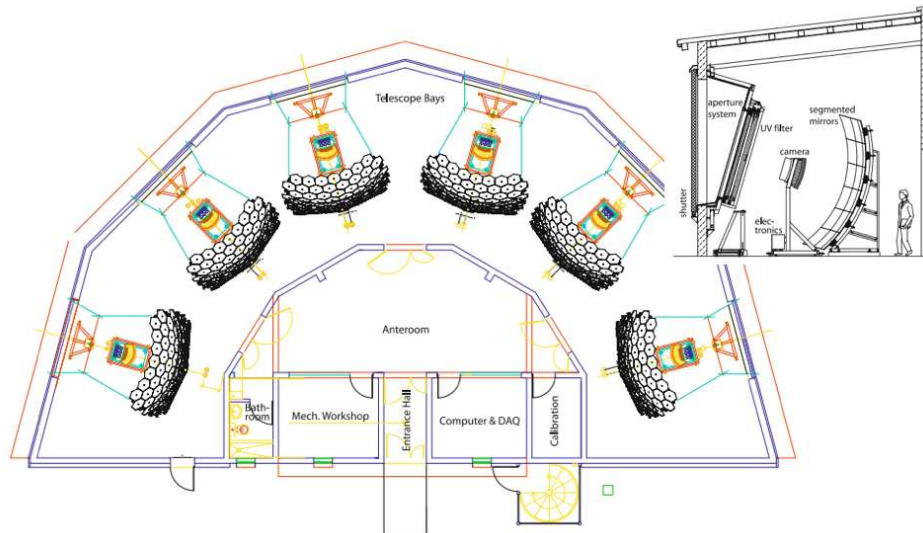 Telescope Bays
Anteroom
Bath-
room
Mech. Workshop
Entrance Hall
Computer & DAQ
Calibration
aperture
system
UV filter
segmented
mirrors
camera
shutter
elec-
tronics